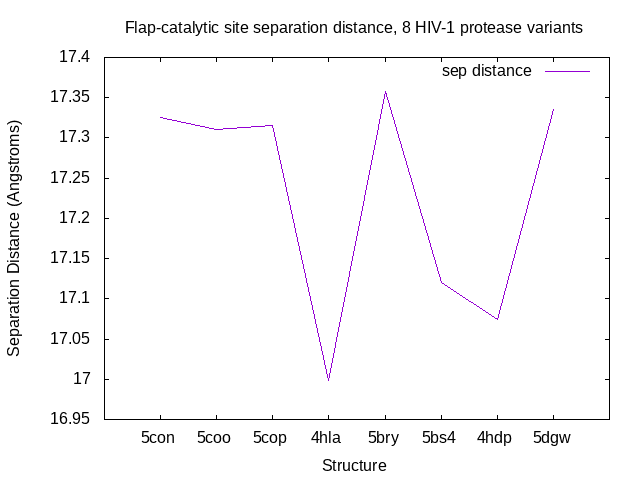 Flap-catalytic site separation distance, 8 HIV-1 protease variants
sep distance
Separation Distance (Angstroms)
17.4
17.35
17.3
17.25
17.2
17.15
17.1
17.05
17
16.95
5con 5coo 5cop 4hla 5bry 5bs4 4hdp 5dgw
Structure